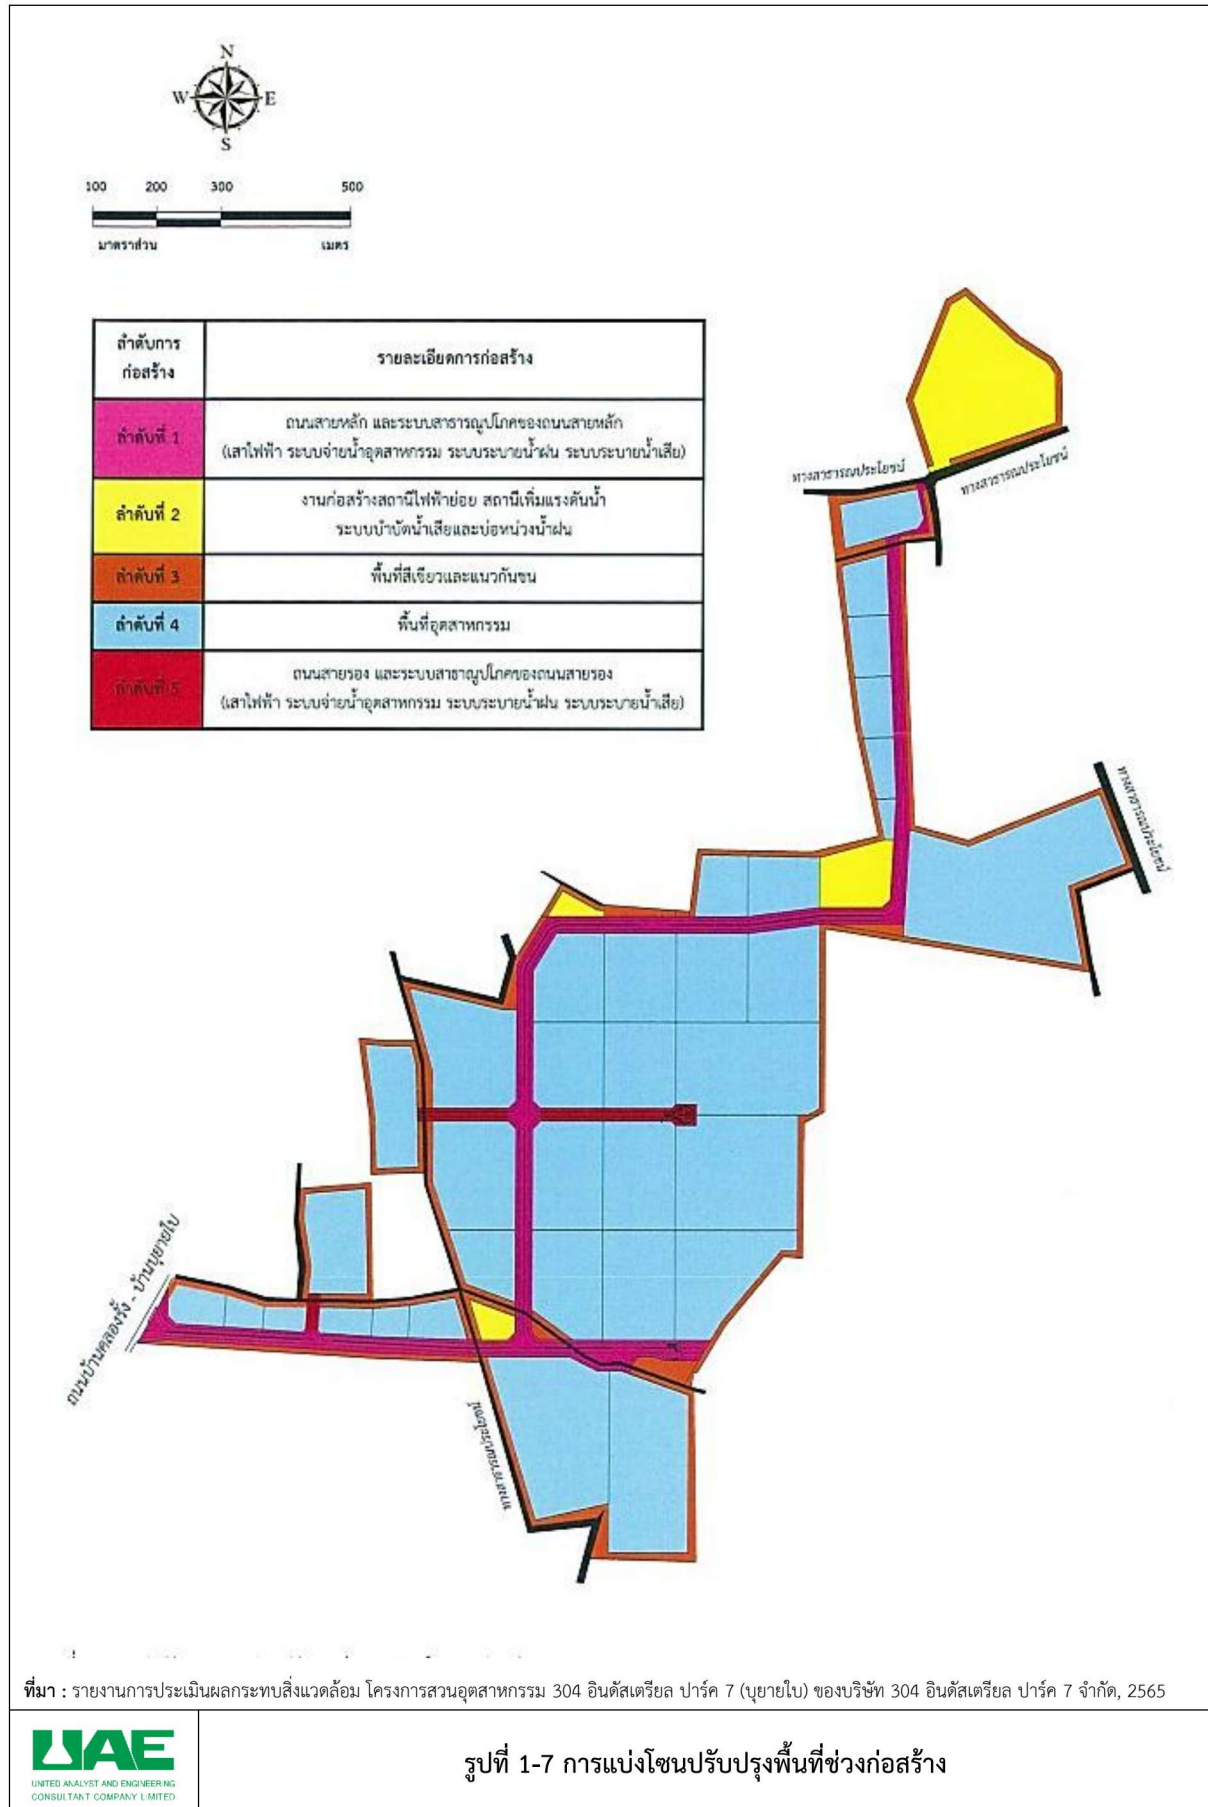 N
W
E
S
100 200 300 500
มาตราส่วน เมตร
ลำดับการ
ก่อสร้าง
รายละเอียดการก่อสร้าง
ลำดับที่ 1
ถนนสายหลัก และระบบสาธารณูปโภคของถนนสายหลัก
(เสาไฟฟ้า ระบบจ่ายน้ำอุตสาหกรรม ระบบระบายน้ำฝน ระบบระบายน้ำเสีย)
ลำดับที่ 2
งานก่อสร้างสถานีไฟฟ้าย่อย สถานีเพิ่มแรงดันน้ำ
ระบบบำบัดน้ำเสียและบ่อหน่วงน้ำฝน
ลำดับที่ 3
พื้นที่สีเขียวและแนวกันชน
ลำดับที่ 4
พื้นที่อุตสาหกรรม
ลำดับที่ 5
ถนนสายรอง และระบบสาธาณูปโภคของถนนสายรอง
(เสาไฟฟ้า ระบบจ่ายน้ำอุตสาหกรรม ระบบระบายน้ำฝน ระบบระบายน้ำเสีย)
ทางสาธารณประโยชน์
ทางสาธารณประโยชน์
ทางสาธารณประโยชน์
ถนนบ้านคลองรั้ง - บ้านบุยายใบ
ทางสาธารณประโยชน์
ที่มา : รายงานการประเมินผลกระทบสิ่งแวดล้อม โครงการสวนอุตสาหกรรม 304 อินดัสเตรียล ปาร์ค 7 (บุยายใบ) ของบริษัท 304 อินดัสเตรียล ปาร์ค 7 จำกัด, 2565
UAE
UNITED ANALYST AND ENGINEERING
CONSULTANT COMPANY LIMITED
รูปที่ 1-7 การแบ่งโซนปรับปรุงพื้นที่ช่วงก่อสร้าง